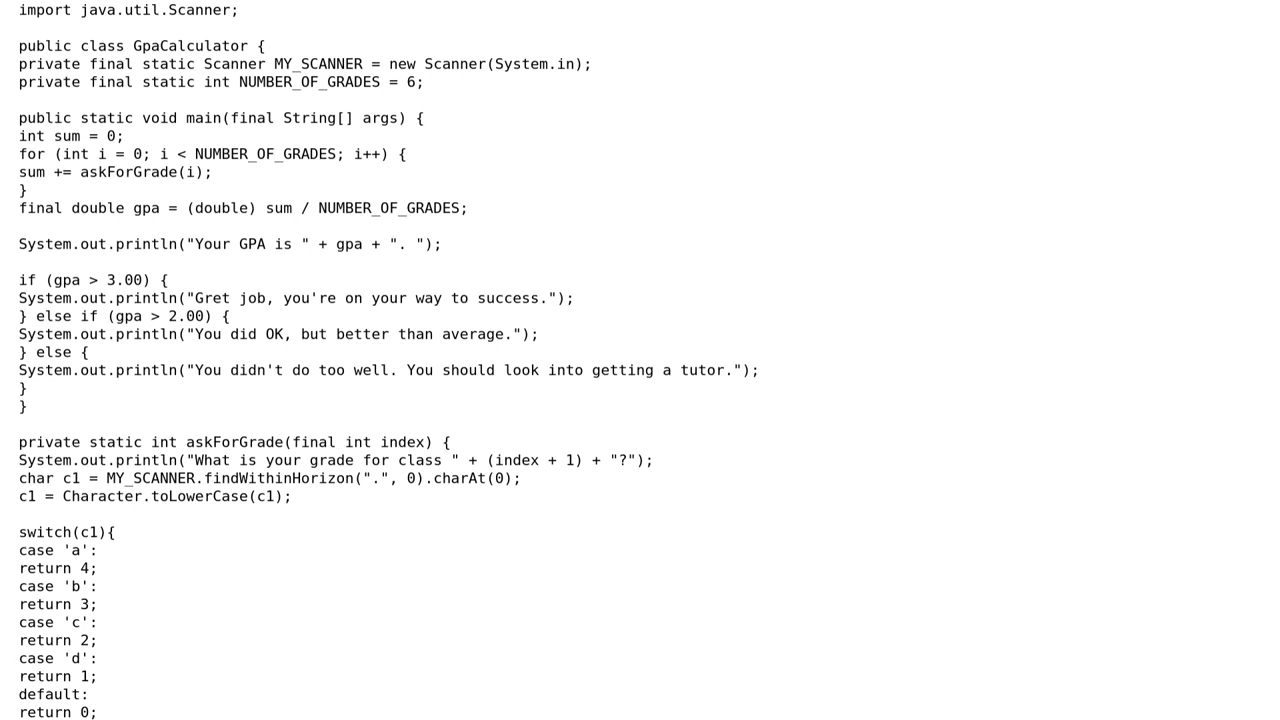 import java.util.Scanner;
public class GpaCalculator {
private final static Scanner MY_SCANNER = new Scanner(System.in);
private final static int NUMBER_OF_GRADES = 6;
public static void main(final String[] args) {
int sum = 0;
for (int i = 0; i < NUMBER_OF_GRADES; i++) {
sum += askForGrade(i);
}
final double gpa = (double) sum / NUMBER_OF_GRADES;
System.out.println("Your GPA is " + gpa + ". ");
if (gpa > 3.00) {
System.out.println("Gret job, you're on your way to success.");
} else if (gpa > 2.00) {
System.out.println("You did OK, but better than average.");
} else {
System.out.println("You didn't do too well. You should look into getting a tutor.");
}
}
private static int askForGrade(final int index) {
System.out.println("What is your grade for class " + (index + 1) + "?");
char c1 = MY_SCANNER.findWithinHorizon(".", 0).charAt(0);
c1 = Character.toLowerCase(c1);
switch(c1){
case 'a':
return 4;
case 'b':
return 3;
case 'c':
return 2;
case 'd':
return 1;
default:
return 0;